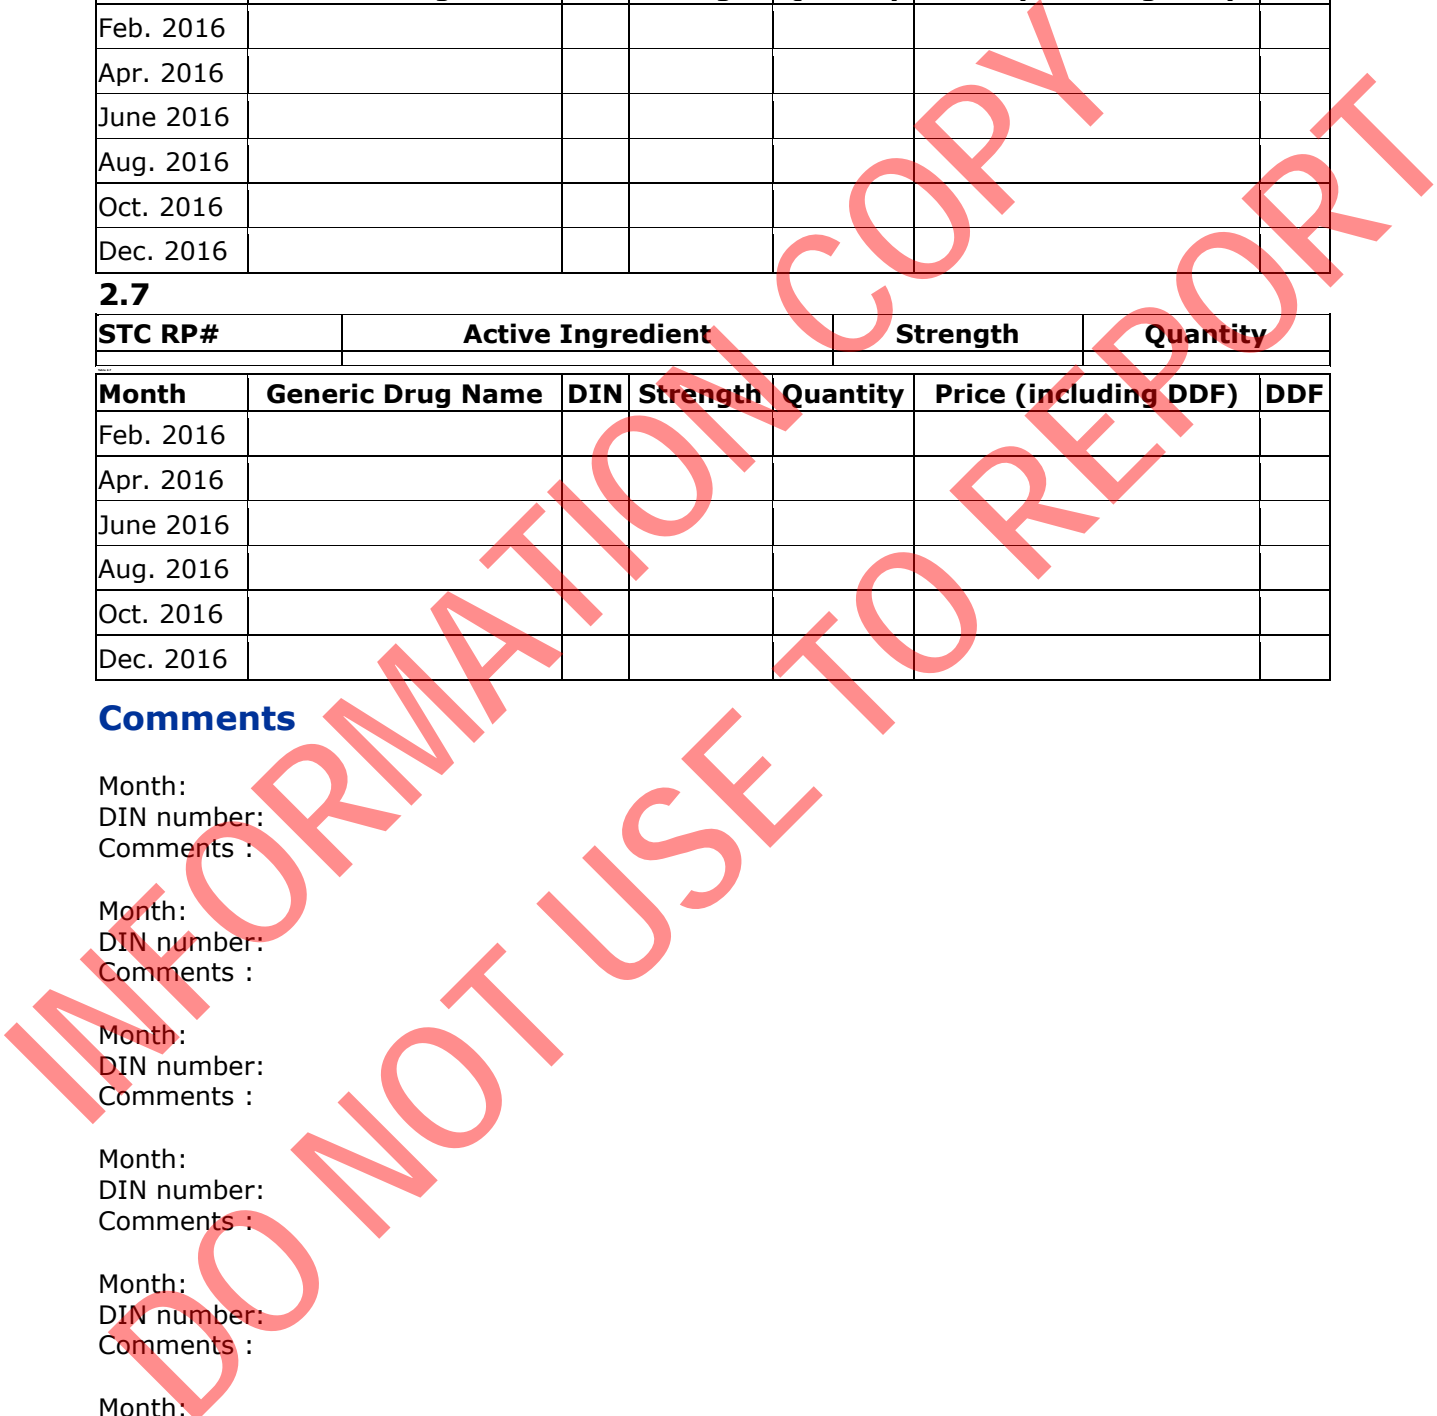 Feb. 2016
Apr. 2016
June 2016
Aug. 2016
Oct. 2016
Dec. 2016
2.7
STC RP# Active Ingredient Strength Quantity
Month Generic Drug Name DIN Strength Quantity Price (including DDF) DDF
Feb. 2016
Apr. 2016
June 2016
Aug. 2016
Oct. 2016
Dec. 2016
Comments
Month:
DIN number:
Comments :
Month:
DIN number:
Comments :
Month:
DIN number:
Comments :
Month:
DIN number:
Comments :
Month:
DIN number:
Comments :
Month:
INFORMATION COPY
DO NOT USE TO REPORT